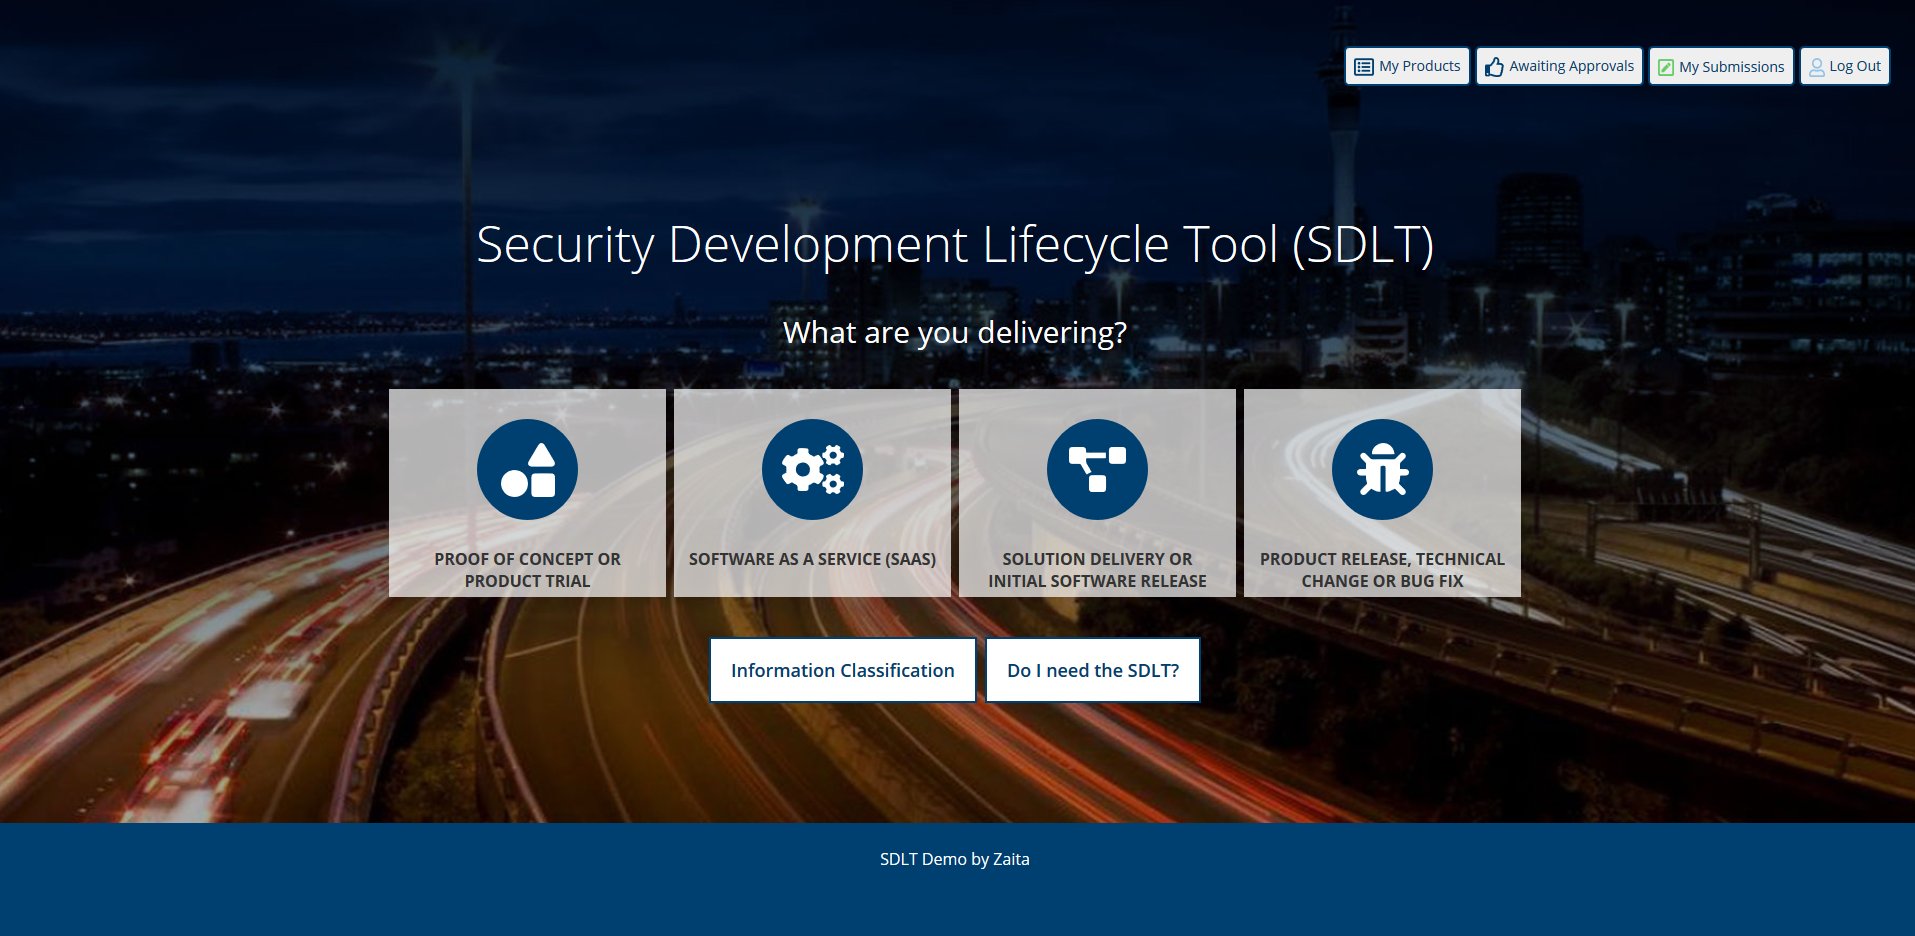 My Products
Awaiting Approvals
My Submissions
Log Out
Security Development Lifecycle Tool (SDLT)
What are you delivering?
PROOF OF CONCEPT OR
PRODUCT TRIAL
SOFTWARE AS A SERVICE (SAAS)
SOLUTION DELIVERY OR
INITIAL SOFTWARE RELEASE
PRODUCT RELEASE, TECHNICAL
CHANGE OR BUG FIX
Information Classification
Do I need the SDLT?
SDLT Demo by Zaita